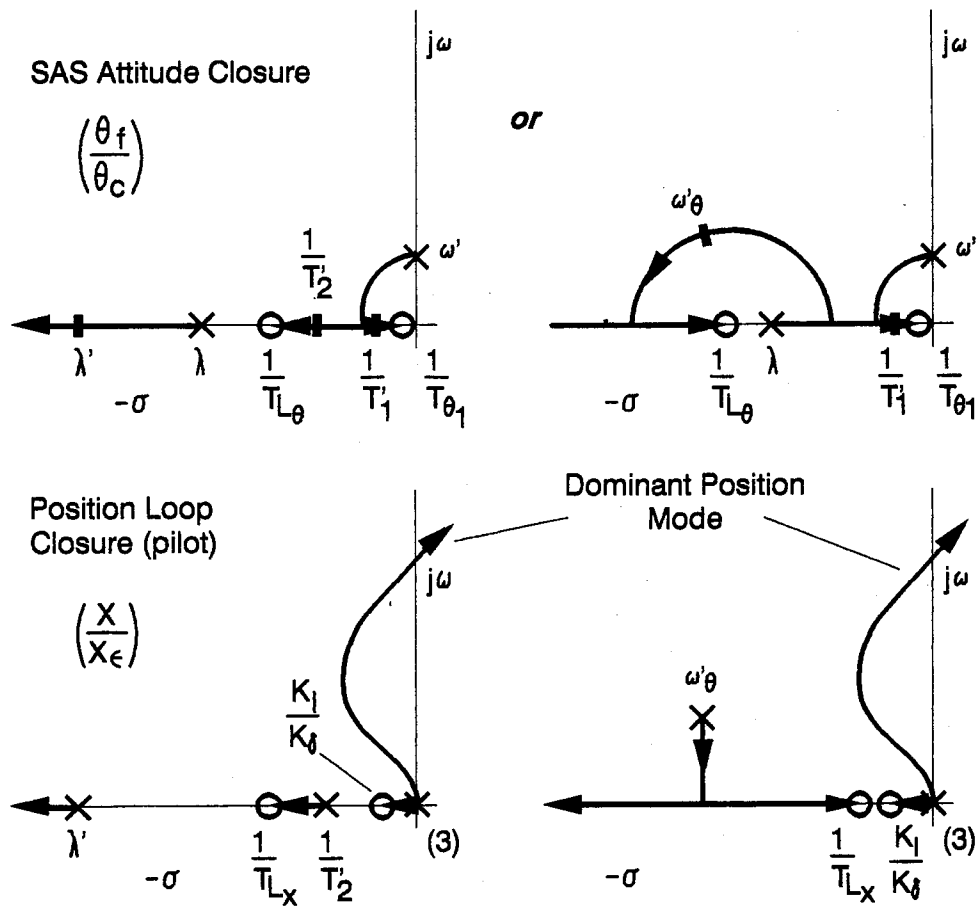 jω
jω
SAS Attitude Closure
or
(θf/θc)
ω'θ
ω'
ω'
1/T'2
λ'
λ
1/TLθ
1/T'1
1/Tθ1
-σ
1/TLθ
λ
1/T'1
1/Tθ1
-σ
Position Loop
Closure (pilot)
Dominant Position
Mode
jω
jω
(X/Xϵ)
KI/Kδ
ω'θ
λ'
1/TLX
1/T'2
(3)
-σ
1/TLX
KI/Kδ
(3)
-σ